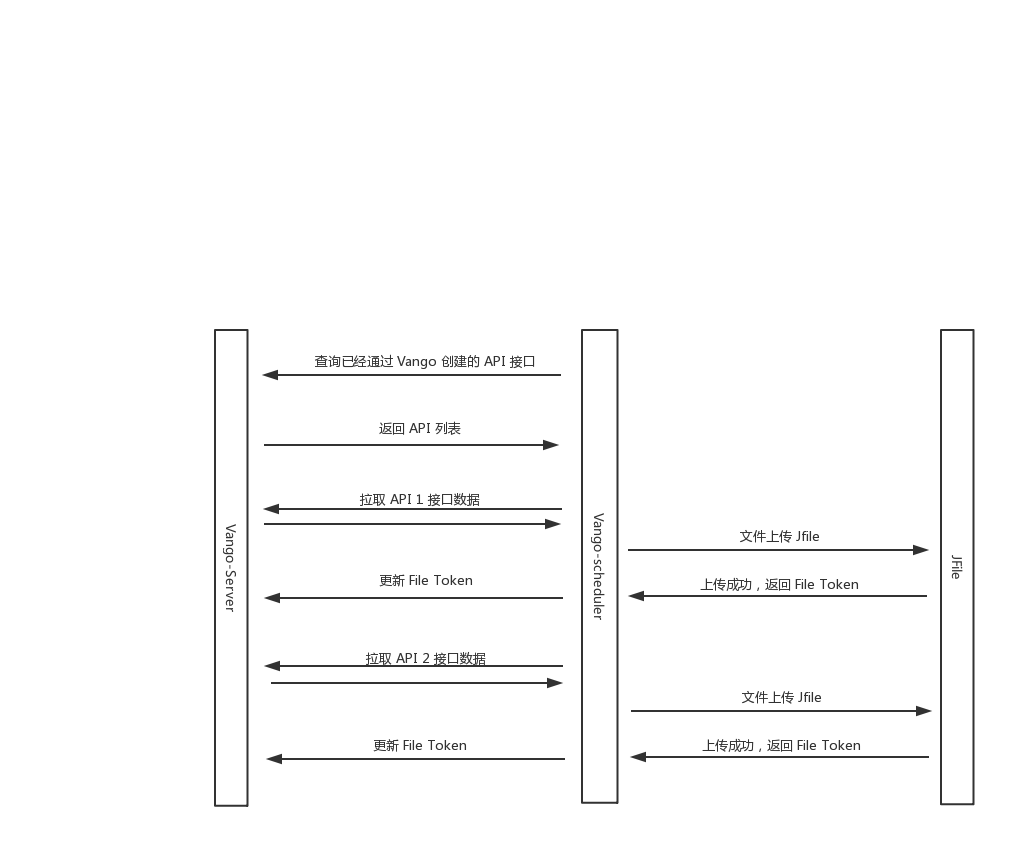 查询已经通过 Vango 创建的 API 接口
返回 API 列表
拉取 API 1 接口数据
Vango-Server
Vango-scheduler
JFile
文件上传 Jfile
更新 File Token
上传成功，返回 File Token
拉取 API 2 接口数据
文件上传 Jfile
更新 File Token
上传成功，返回 File Token